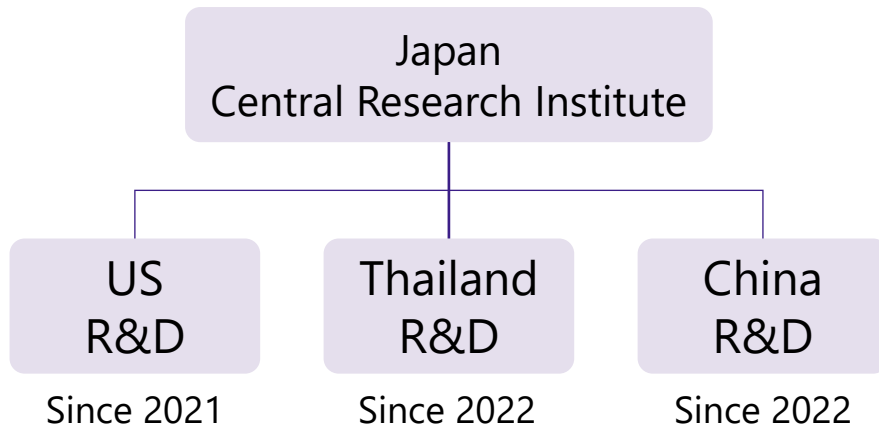 Japan
Central Research Institute
US
R&D
Thailand
R&D
China
R&D
Since 2021
Since 2022
Since 2022